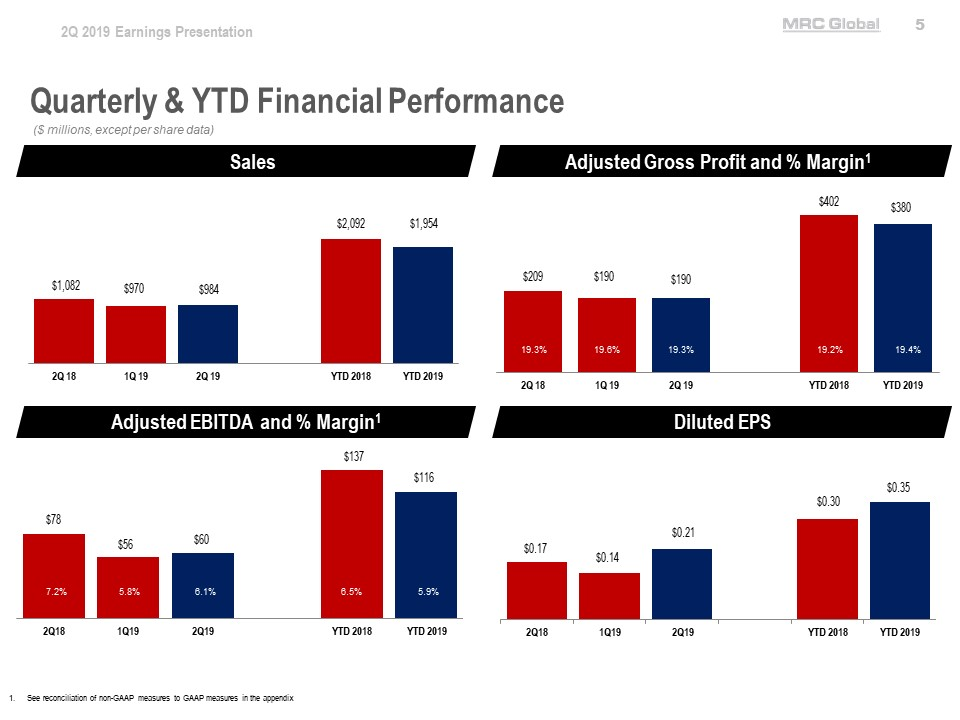 2Q 2019 Earnings Presentation
MRC Global 5
Quarterly & YTD Financial Performance
($ millions, except per share data)
Sales
$1,082 $970 $984 $2,092 $1,954
2Q 18 1Q 19 2Q 19 YTD 2018 YTD 2019
Adjusted Gross Profit and % Margin1
$209 $190 $190 $402 $380
19.3% 19.6% 19.3% 19.2% 19.4%
2Q 18 1Q 19 2Q 19 YTD 2018 YTD 2019
Adjusted EBITDA and % Margin1
$78 $56 $60 $137 $116
7.2% 5.8% 6.1% 6.5% 5.9%
2Q18 1Q19 2Q19 YTD 2018 YTD 2019
Diluted EPS
$0.17 $0.14 $0.21 $0.30 $0.35
2Q18 1Q19 2Q19 YTD 2018 YTD 2019
1. See reconciliation of non-GAAP measures to GAAP measures in the appendix